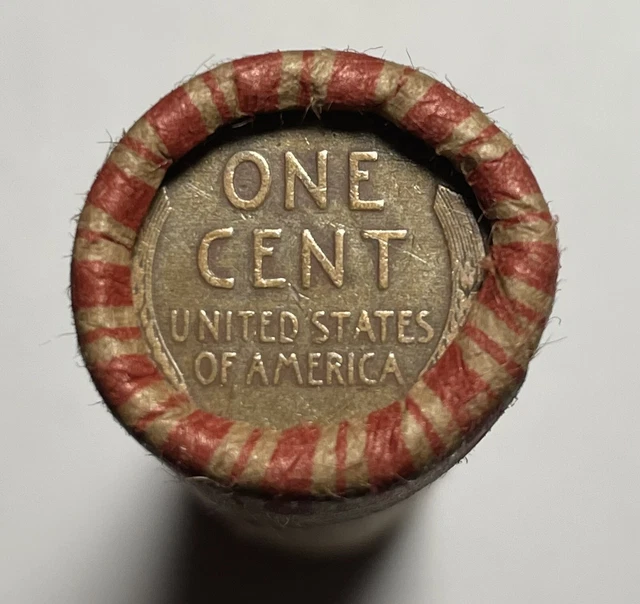 ONE
CENT
UNITED STATES
OF AMERICA